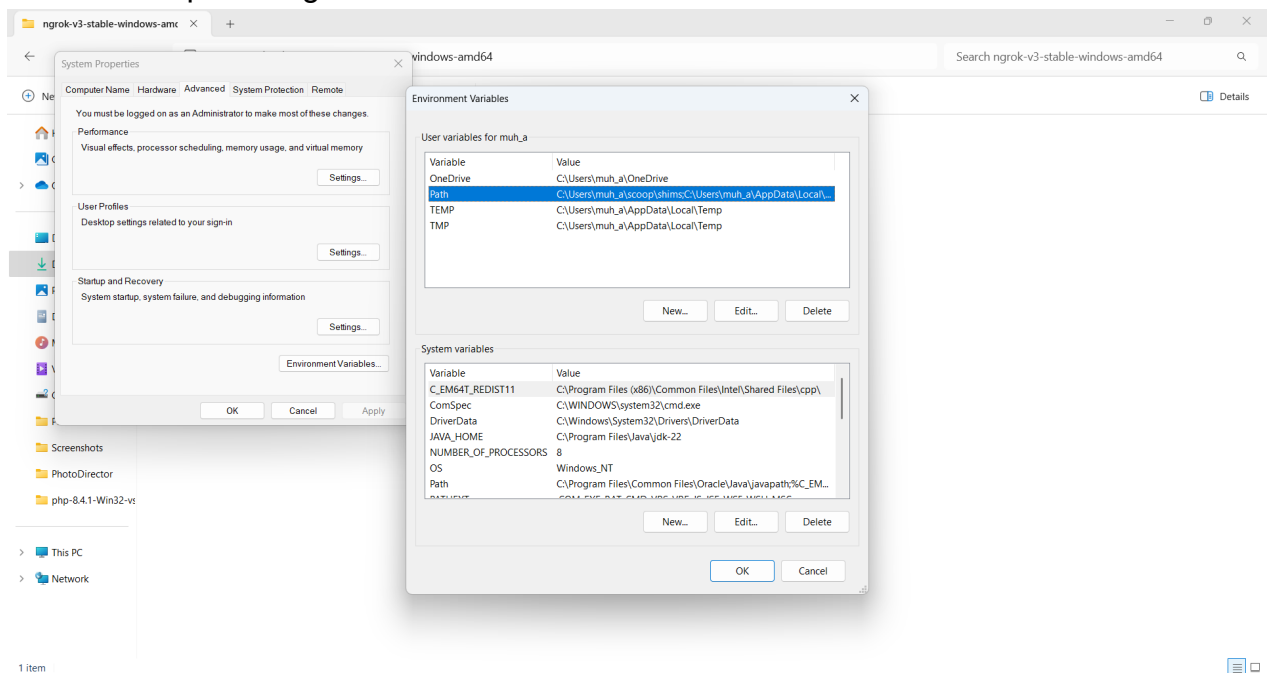 ngrok-v3-stable-windows-amc
windows-amd64
Search ngrok-v3-stable-windows-amd64
Ne
Details
Screenshots
PhotoDirector
php-8.4.1-Win32-vs
This PC
Network
1 item
System Properties
Computer Name Hardware Advanced System Protection Remote
You must be logged on as an Administrator to make most of these changes.
Performance
Visual effects, processor scheduling, memory usage, and virtual memory
Settings...
User Profiles
Desktop settings related to your sign-in
Settings...
Startup and Recovery
System startup, system failure, and debugging information
Settings...
Environment Variables...
OK Cancel Apply
Environment Variables
User variables for muh_a
Variable Value
OneDrive C:\Users\muh_a\OneDrive
Path C:\Users\muh_a\scoop\shims;C:\Users\muh_a\AppData\Local\...
TEMP C:\Users\muh_a\AppData\Local\Temp
TMP C:\Users\muh_a\AppData\Local\Temp
New... Edit... Delete
System variables
Variable Value
C_EM64T_REDIST11 C:\Program Files (x86)\Common Files\Intel\Shared Files\cpp\
ComSpec C:\WINDOWS\system32\cmd.exe
DriverData C:\Windows\System32\Drivers\DriverData
JAVA_HOME C:\Program Files\Java\jdk-22
NUMBER_OF_PROCESSORS 8
OS Windows_NT
Path C:\Program Files\Common Files\Oracle\Java\javapath;%C_EM...
New... Edit... Delete
OK Cancel